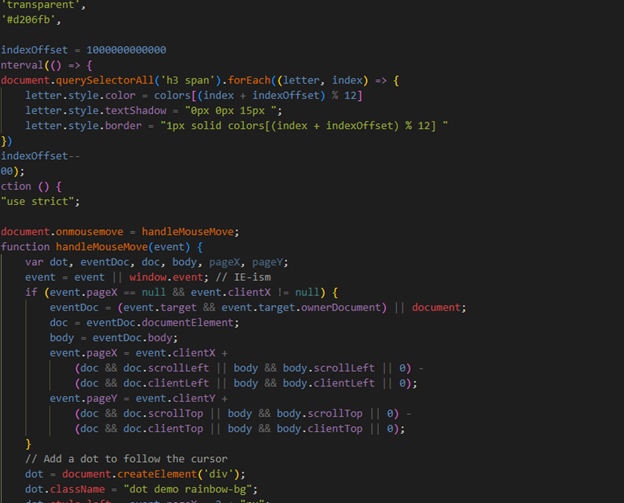 'transparent',
'#d206fb',
indexOffset = 1000000000000
nterval(() => {
document.querySelectorAll('h3 span').forEach((letter, index) => {
letter.style.color = colors[(index + indexOffset) % 12]
letter.style.textShadow = "0px 0px 15px ";
letter.style.border = "1px solid colors[(index + indexOffset) % 12] "
})
indexOffset--
00);
ction () {
"use strict";
document.onmousemove = handleMouseMove;
function handleMouseMove(event) {
var dot, eventDoc, doc, body, pageX, pageY;
event = event || window.event; // IE-ism
if (event.pageX == null && event.clientX != null) {
eventDoc = (event.target && event.target.ownerDocument) || document;
doc = eventDoc.documentElement;
body = eventDoc.body;
event.pageX = event.clientX +
(doc && doc.scrollLeft || body && body.scrollLeft || 0) -
(doc && doc.clientLeft || body && body.clientLeft || 0);
event.pageY = event.clientY +
(doc && doc.scrollTop || body && body.scrollTop || 0) -
(doc && doc.clientTop || body && body.clientTop || 0);
}
// Add a dot to follow the cursor
dot = document.createElement('div');
dot.className = "dot demo rainbow-bg";